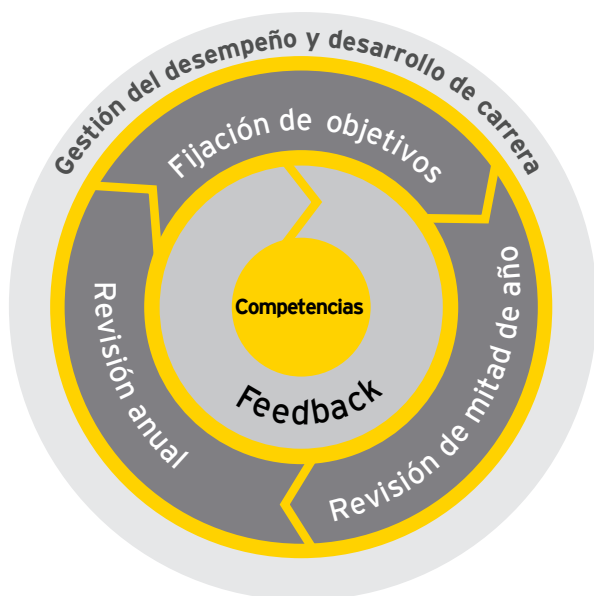 Gestión del desempeño y desarrollo de carrera
Fijación de objetivos
Revisión de mitad de año
Revisión anual
Competencias
Feedback